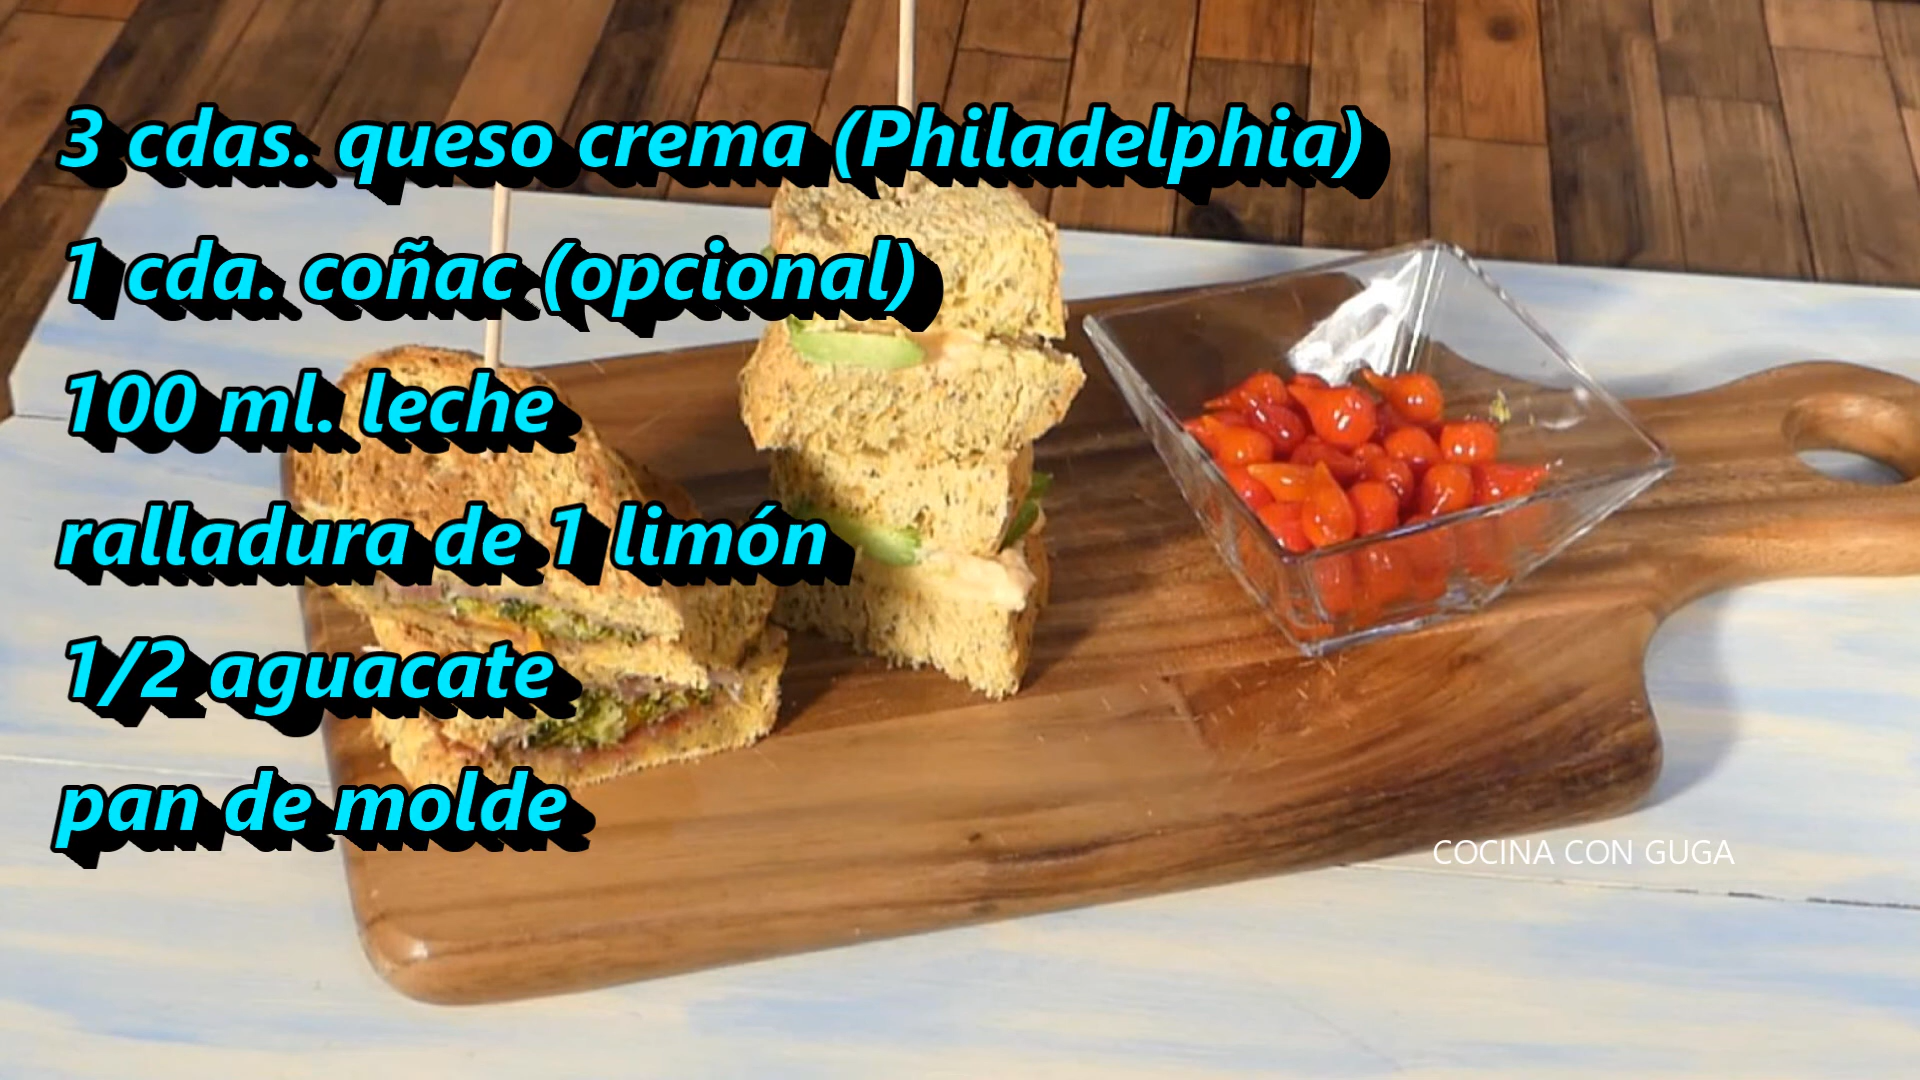 3 cdas. queso crema (Philadelphia)
1 cda. coñac (opcional)
100 ml. leche
ralladura de 1 limón
1/2 aguacate
pan de molde
COCINA CON GUGA